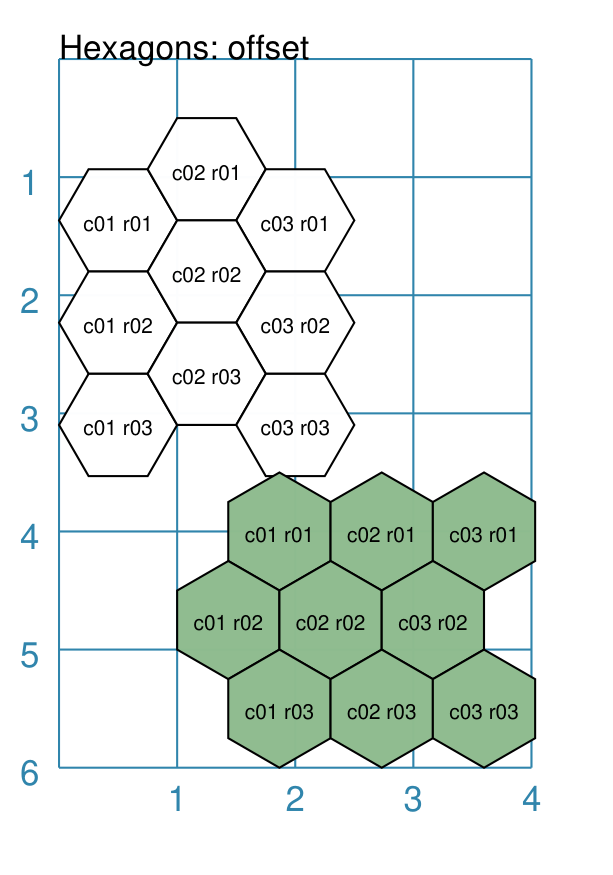 Hexagons: offset
c02 r01
1
c01 r01
c03 r01
c02 r02
2
c01 r02
c03 r02
c02 r03
3
c01 r03
c03 r03
4
c01 r01
c02 r01
c03 r01
c01 r02
c02 r02
c03 r02
5
c01 r03
c02 r03
c03 r03
6
1 2 3 4